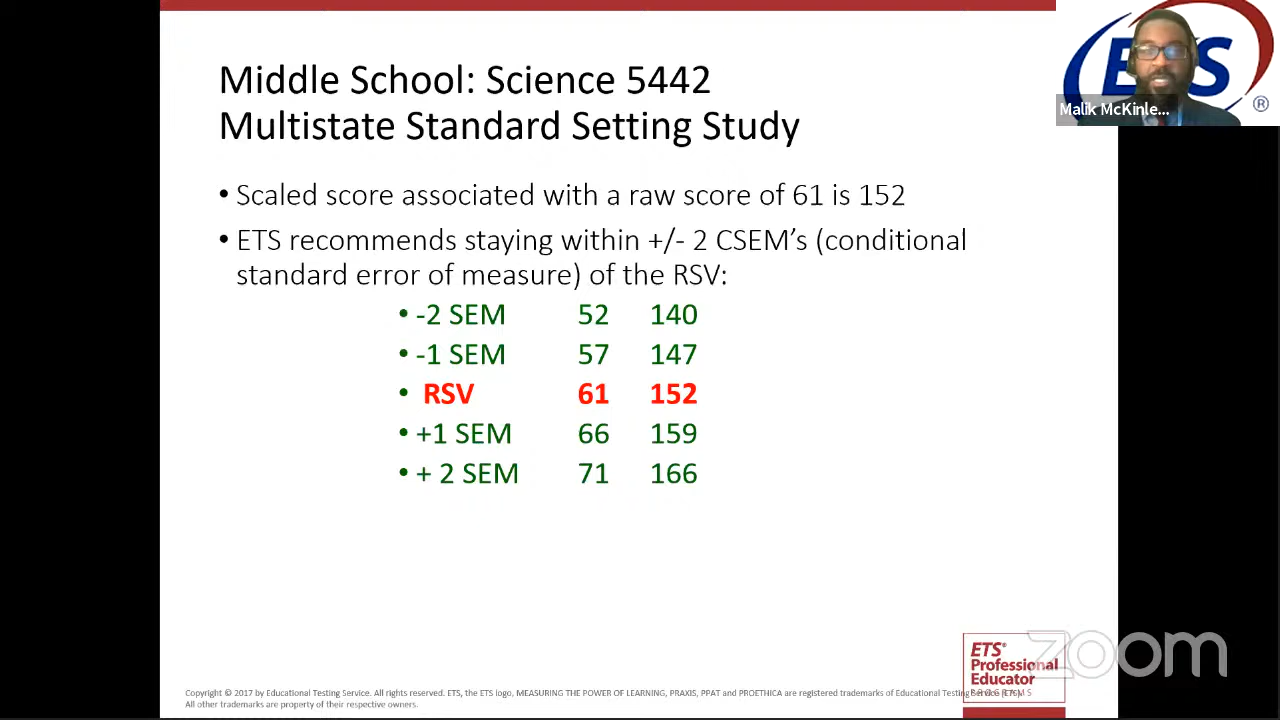 Middle School: Science 5442
Multistate Standard Setting Study
• Scaled score associated with a raw score of 61 is 152
• ETS recommends staying within +/- 2 CSEM’s (conditional
standard error of measure) of the RSV:
• -2 SEM 52 140
• -1 SEM 57 147
• RSV 61 152
• +1 SEM 66 159
• + 2 SEM 71 166
ETS ®
Malik McKinle...
ETS®
Professional
Educator
PROGRAMS
zoom
Copyright © 2017 by Educational Testing Service. All rights reserved. ETS, the ETS logo, MEASURING THE POWER OF LEARNING, PRAXIS, PPAT and PROETHICA are registered trademarks of Educational Testing Service (ETS).
All other trademarks are property of their respective owners.